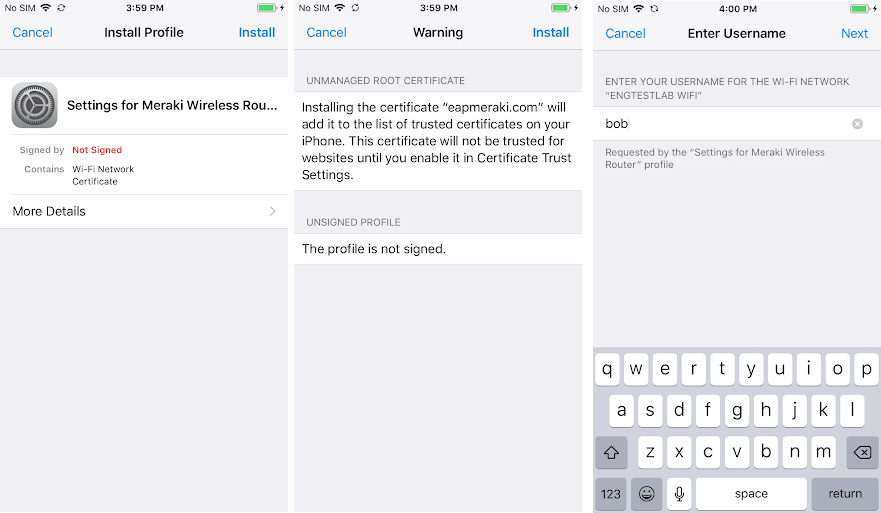 No SIM 3:59 PM
Cancel Install Profile Install
Settings for Meraki Wireless Rou...
Signed by Not Signed
Contains Wi-Fi Network
Certificate
More Details
No SIM 3:59 PM
Cancel Warning Install
UNMANAGED ROOT CERTIFICATE
Installing the certificate “eapmeraki.com” will
add it to the list of trusted certificates on your
iPhone. This certificate will not be trusted for
websites until you enable it in Certificate Trust
Settings.
UNSIGNED PROFILE
The profile is not signed.
No SIM 4:00 PM
Cancel Enter Username Next
ENTER YOUR USERNAME FOR THE WI-FI NETWORK
“ENGTESTLAB WIFI”
bob
Requested by the “Settings for Meraki Wireless
Router” profile
q w e r t y u i o p
a s d f g h j k l
z x c v b n m
123 space return